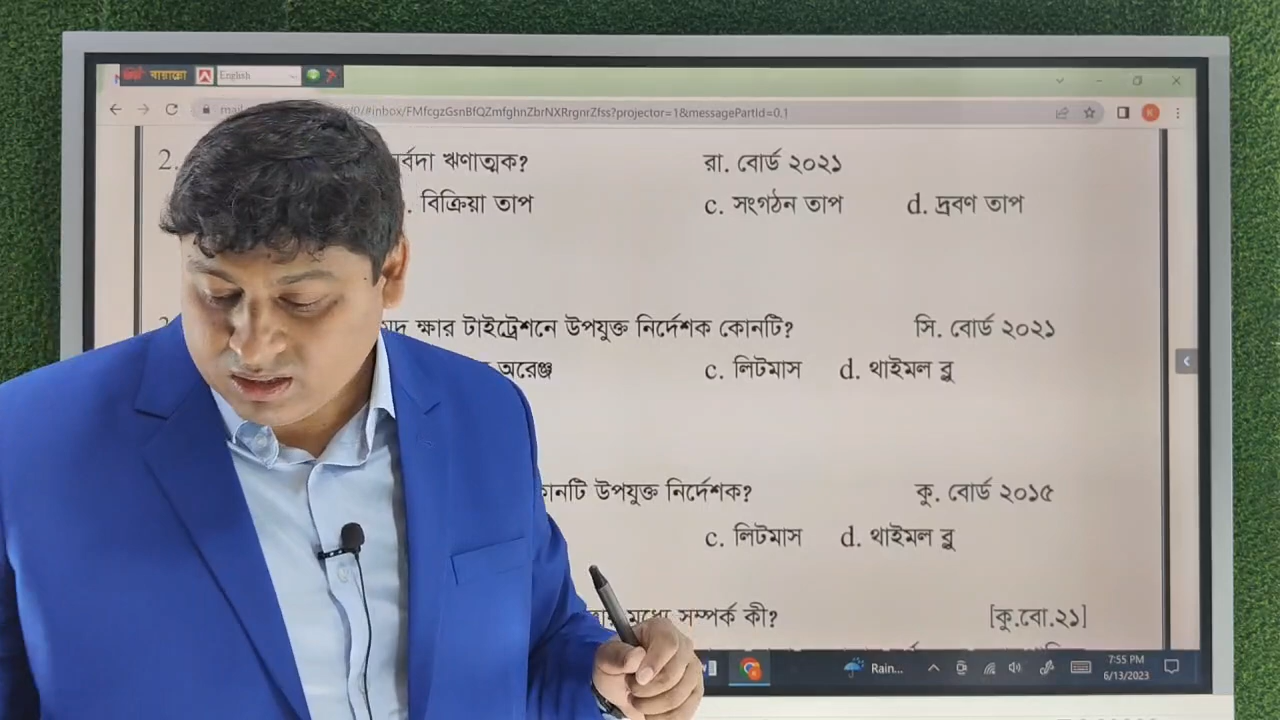 বায়ান্নো English
#inbox/FMfcgzGsnBfQZmfghnZbrNXRrgnrZfss?projector=1&messagePartId=0.1
2. ঋণাত্মক? রা. বোর্ড ২০২১
বিক্রিয়া তাপ c. সংগঠন তাপ d. দ্রবণ তাপ
ক্ষার টাইট্রেশনে উপযুক্ত নির্দেশক কোনটি? সি. বোর্ড ২০২১
অরেঞ্জ c. লিটমাস d. থাইমল ব্লু
উপযুক্ত নির্দেশক? কু. বোর্ড ২০১৫
c. লিটমাস d. থাইমল ব্লু
মধ্যে সম্পর্ক কী? [কু.বো.২১]
Rain... 7:55 PM
6/13/2023